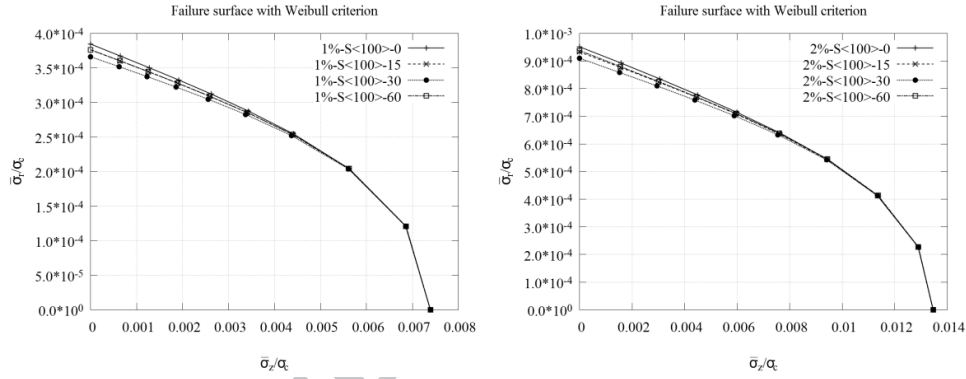 Failure surface with Weibull criterion
4.0*10⁻⁴
3.5*10⁻⁴
3.0*10⁻⁴
2.5*10⁻⁴
2.0*10⁻⁴
1.5*10⁻⁴
1.0*10⁻⁴
5.0*10⁻⁵
0.0*10⁰
σ̅ᵣ/σc
1%-S<100>-0
1%-S<100>-15
1%-S<100>-30
1%-S<100>-60
0 0.001 0.002 0.003 0.004 0.005 0.006 0.007 0.008
σ̅z/σc
Failure surface with Weibull criterion
1.0*10⁻³
9.0*10⁻⁴
8.0*10⁻⁴
7.0*10⁻⁴
6.0*10⁻⁴
5.0*10⁻⁴
4.0*10⁻⁴
3.0*10⁻⁴
2.0*10⁻⁴
1.0*10⁻⁴
0.0*10⁰
σ̅ᵣ/σc
2%-S<100>-0
2%-S<100>-15
2%-S<100>-30
2%-S<100>-60
0 0.002 0.004 0.006 0.008 0.01 0.012 0.014
σ̅z/σc